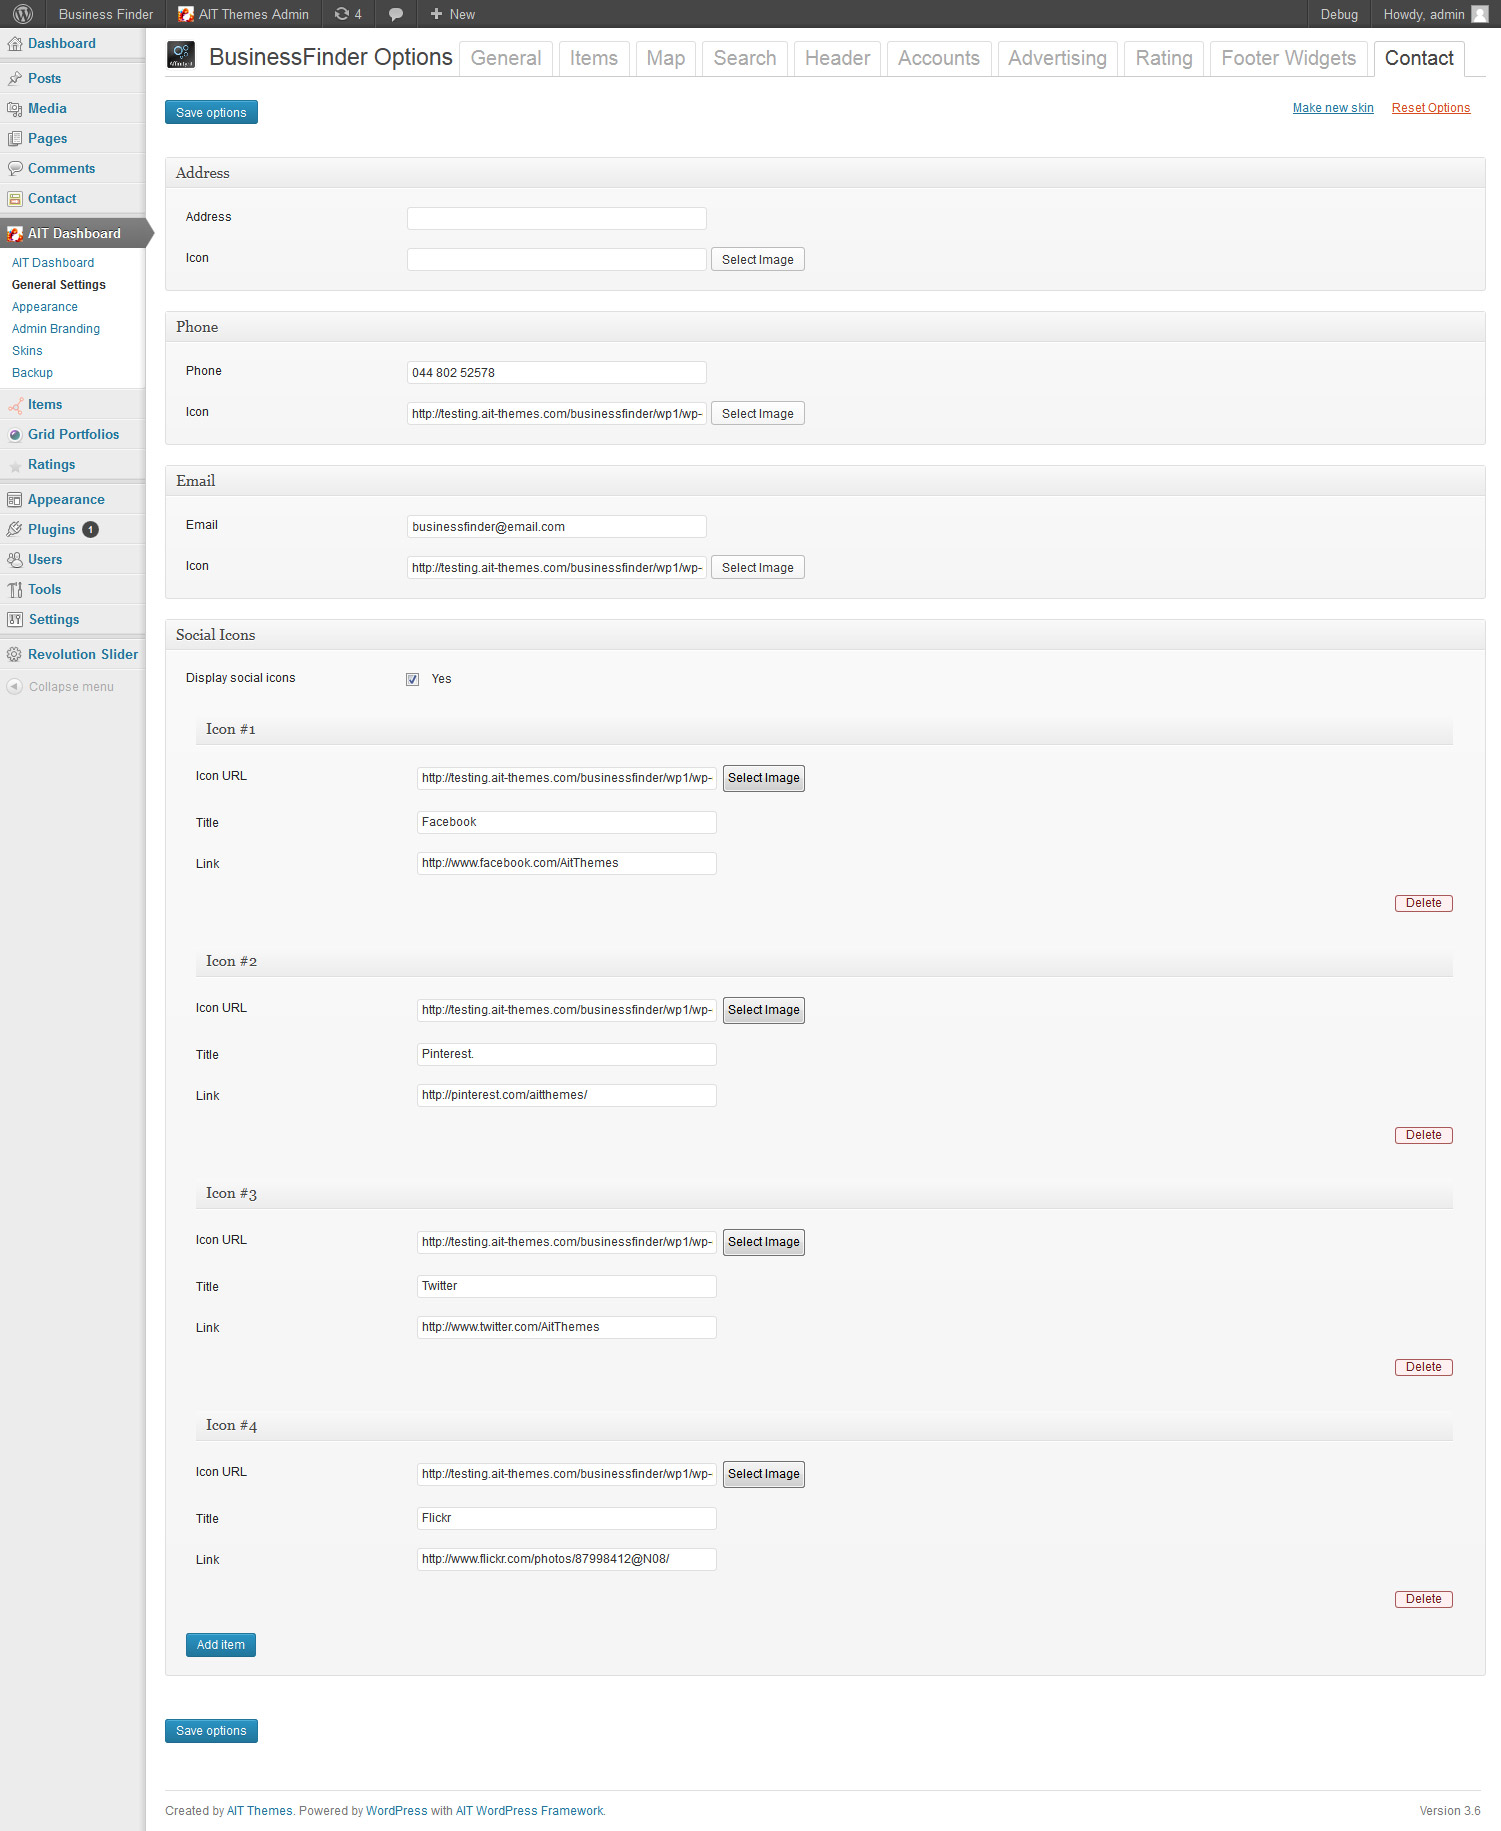 Business Finder AIT Themes Admin 4 New Debug Howdy, admin
Dashboard
Posts
Media
Pages
Comments
Contact
AIT Dashboard
AIT Dashboard
General Settings
Appearance
Admin Branding
Skins
Backup
Items
Grid Portfolios
Ratings
Appearance
Plugins 1
Users
Tools
Settings
Revolution Slider
Collapse menu
BusinessFinder Options General Items Map Search Header Accounts Advertising Rating Footer Widgets Contact
Save options Make new skin Reset Options
Address
Address
Icon Select Image
Phone
Phone 044 802 52578
Icon http://testing.ait-themes.com/businessfinder/wp1/wp- Select Image
Email
Email businessfinder@email.com
Icon http://testing.ait-themes.com/businessfinder/wp1/wp- Select Image
Social Icons
Display social icons Yes
Icon #1
Icon URL http://testing.ait-themes.com/businessfinder/wp1/wp- Select Image
Title Facebook
Link http://www.facebook.com/AitThemes
Delete
Icon #2
Icon URL http://testing.ait-themes.com/businessfinder/wp1/wp- Select Image
Title Pinterest.
Link http://pinterest.com/aitthemes/
Delete
Icon #3
Icon URL http://testing.ait-themes.com/businessfinder/wp1/wp- Select Image
Title Twitter
Link http://www.twitter.com/AitThemes
Delete
Icon #4
Icon URL http://testing.ait-themes.com/businessfinder/wp1/wp- Select Image
Title Flickr
Link http://www.flickr.com/photos/87998412@N08/
Delete
Add item
Save options
Created by AIT Themes. Powered by WordPress with AIT WordPress Framework. Version 3.6